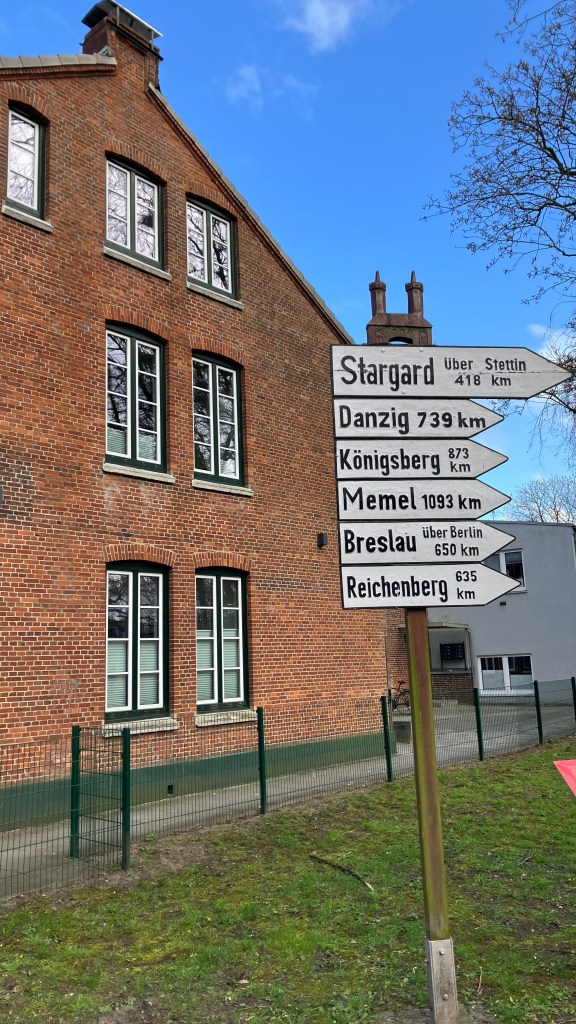 Stargard über Stettin
418 km
Danzig 739 km
Königsberg 873
km
Memel 1093 km
Breslau über Berlin
650 km
Reichenberg 635
km